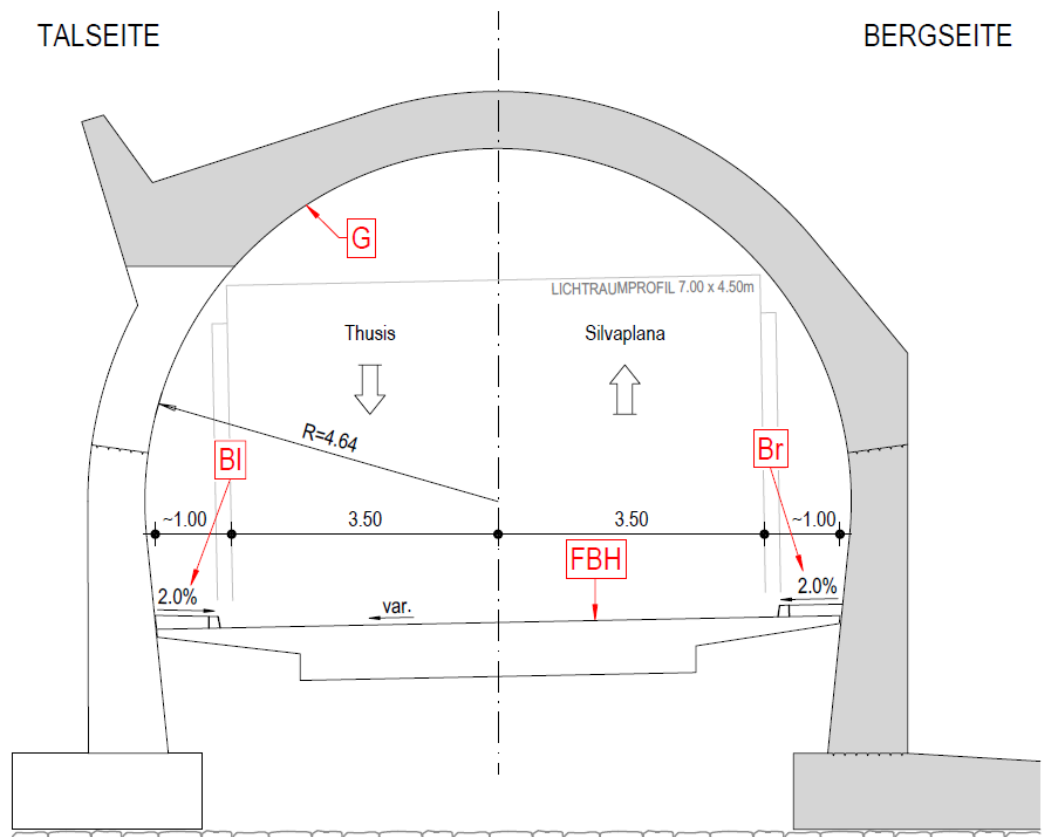 TALSEITE
BERGSEITE
G
LICHTRAUMPROFIL 7.00 x 4.50m
Thusis
Silvaplana
R=4.64
Bl
Br
~1.00
3.50
3.50
~1.00
FBH
2.0%
var.
2.0%